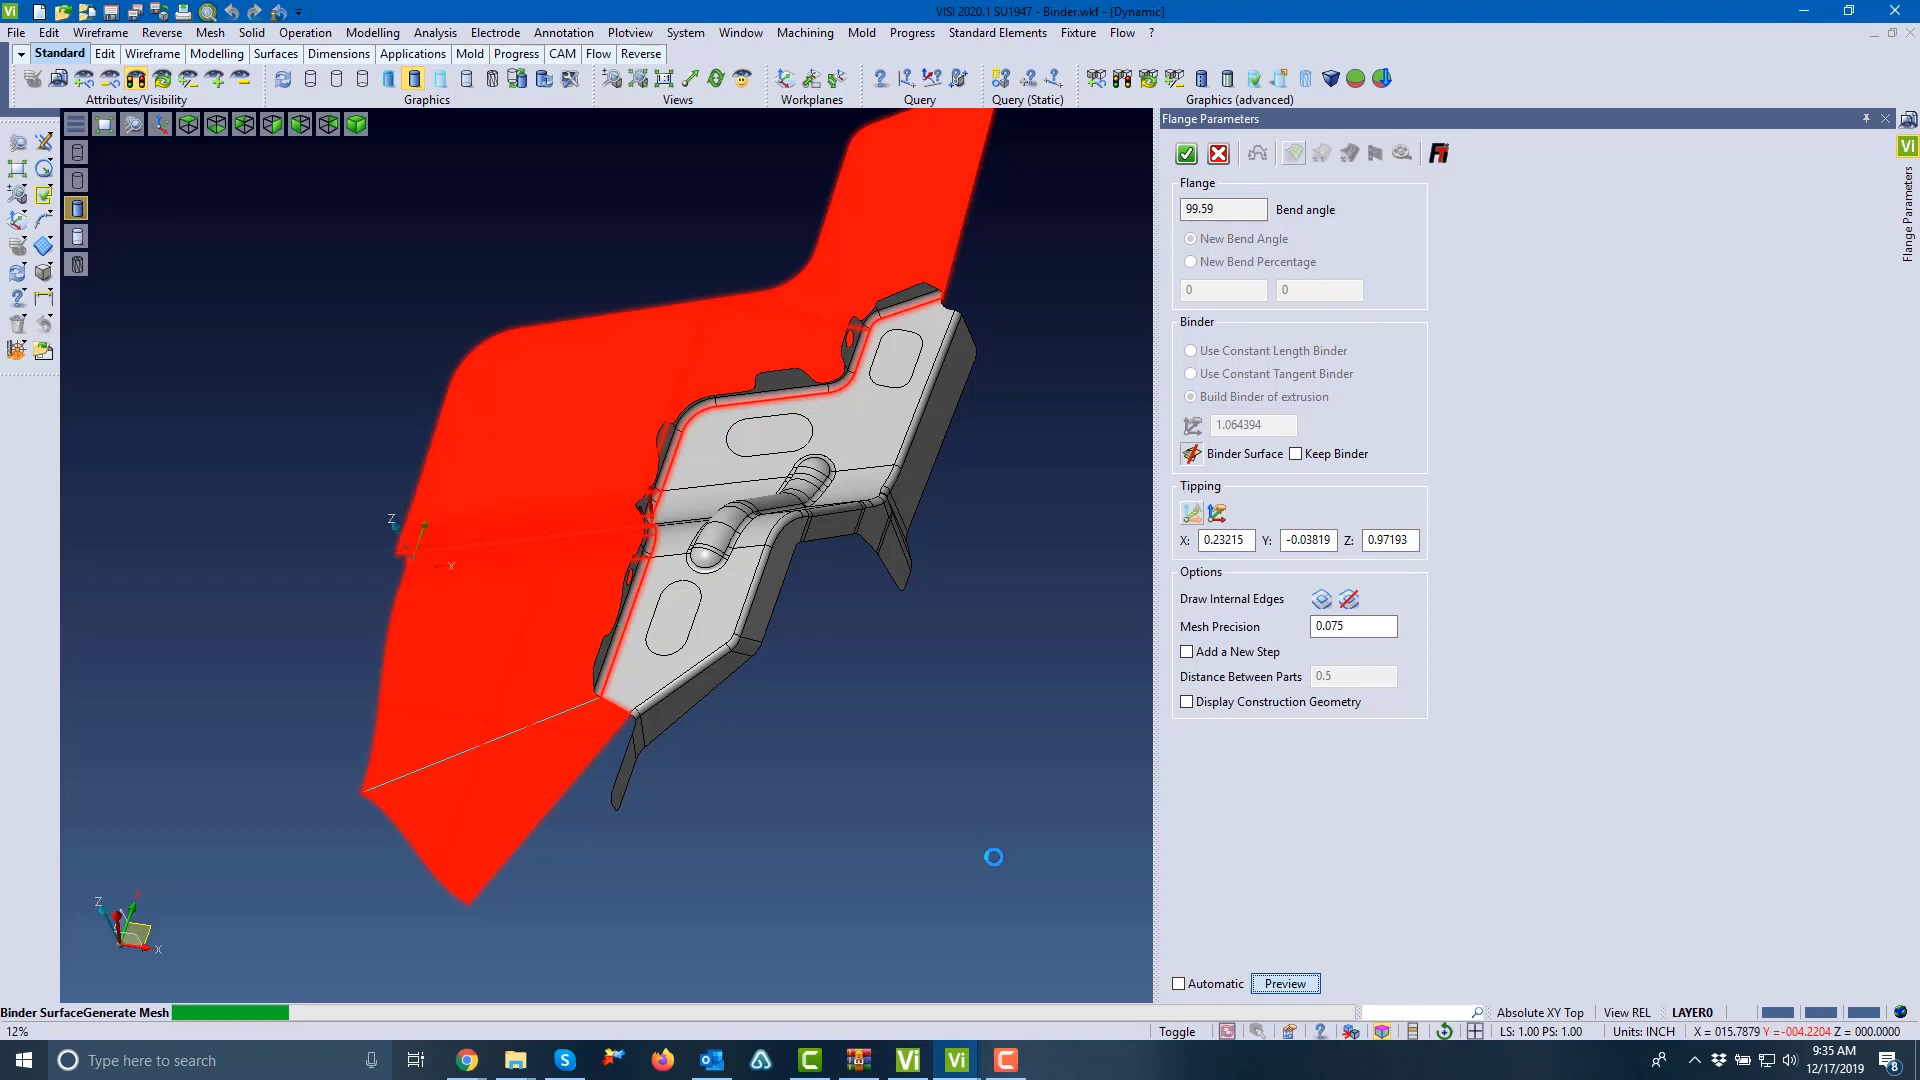 VISI 2020.1 SU1947 - Binder.wkf - [Dynamic]
File Edit Wireframe Reverse Mesh Solid Operation Modelling Analysis Electrode Annotation Plotview System Window Machining Mold Progress Standard Elements Fixture Flow ?
Standard Edit Wireframe Modelling Surfaces Dimensions Applications Mold Progress CAM Flow Reverse
Attributes/Visibility Graphics Views Workplanes Query Query (Static) Graphics (advanced)
Flange Parameters
Vi
Flange Parameters
Flange
99.59 Bend angle
New Bend Angle
New Bend Percentage
0 0
Binder
Use Constant Length Binder
Use Constant Tangent Binder
Build Binder of extrusion
1.064394
Binder Surface Keep Binder
Tipping
X: 0.23215 Y: -0.03819 Z: 0.97193
Options
Draw Internal Edges
Mesh Precision 0.075
Add a New Step
Distance Between Parts 0.5
Display Construction Geometry
Z
X
Z
X
Automatic Preview
Binder SurfaceGenerate Mesh
Absolute XY Top View REL LAYER0
12%
Toggle LS: 1.00 PS: 1.00 Units: INCH X = 015.7879 Y = -004.2204 Z = 000.0000
Type here to search
9:35 AM
12/17/2019
8